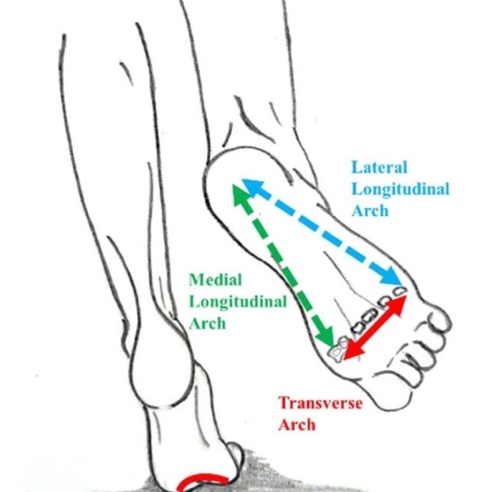 Lateral
Longitudinal
Arch
Medial
Longitudinal
Arch
Transverse
Arch